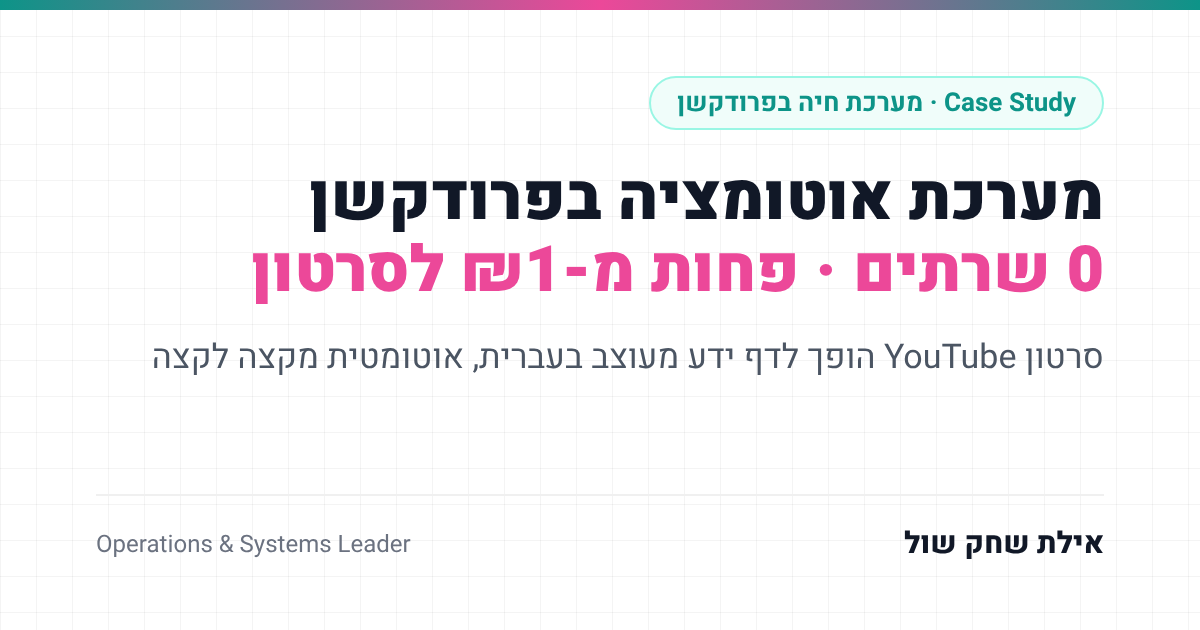 Case Study · מערכת חיה בפרודקשן
מערכת אוטומציה בפרודקשן
0 שרתים · פחות מ-1₪ לסרטון
סרטון YouTube הופך לדף ידע מעוצב בעברית, אוטומטית מקצה לקצה
אילת שחק שול
Operations & Systems Leader